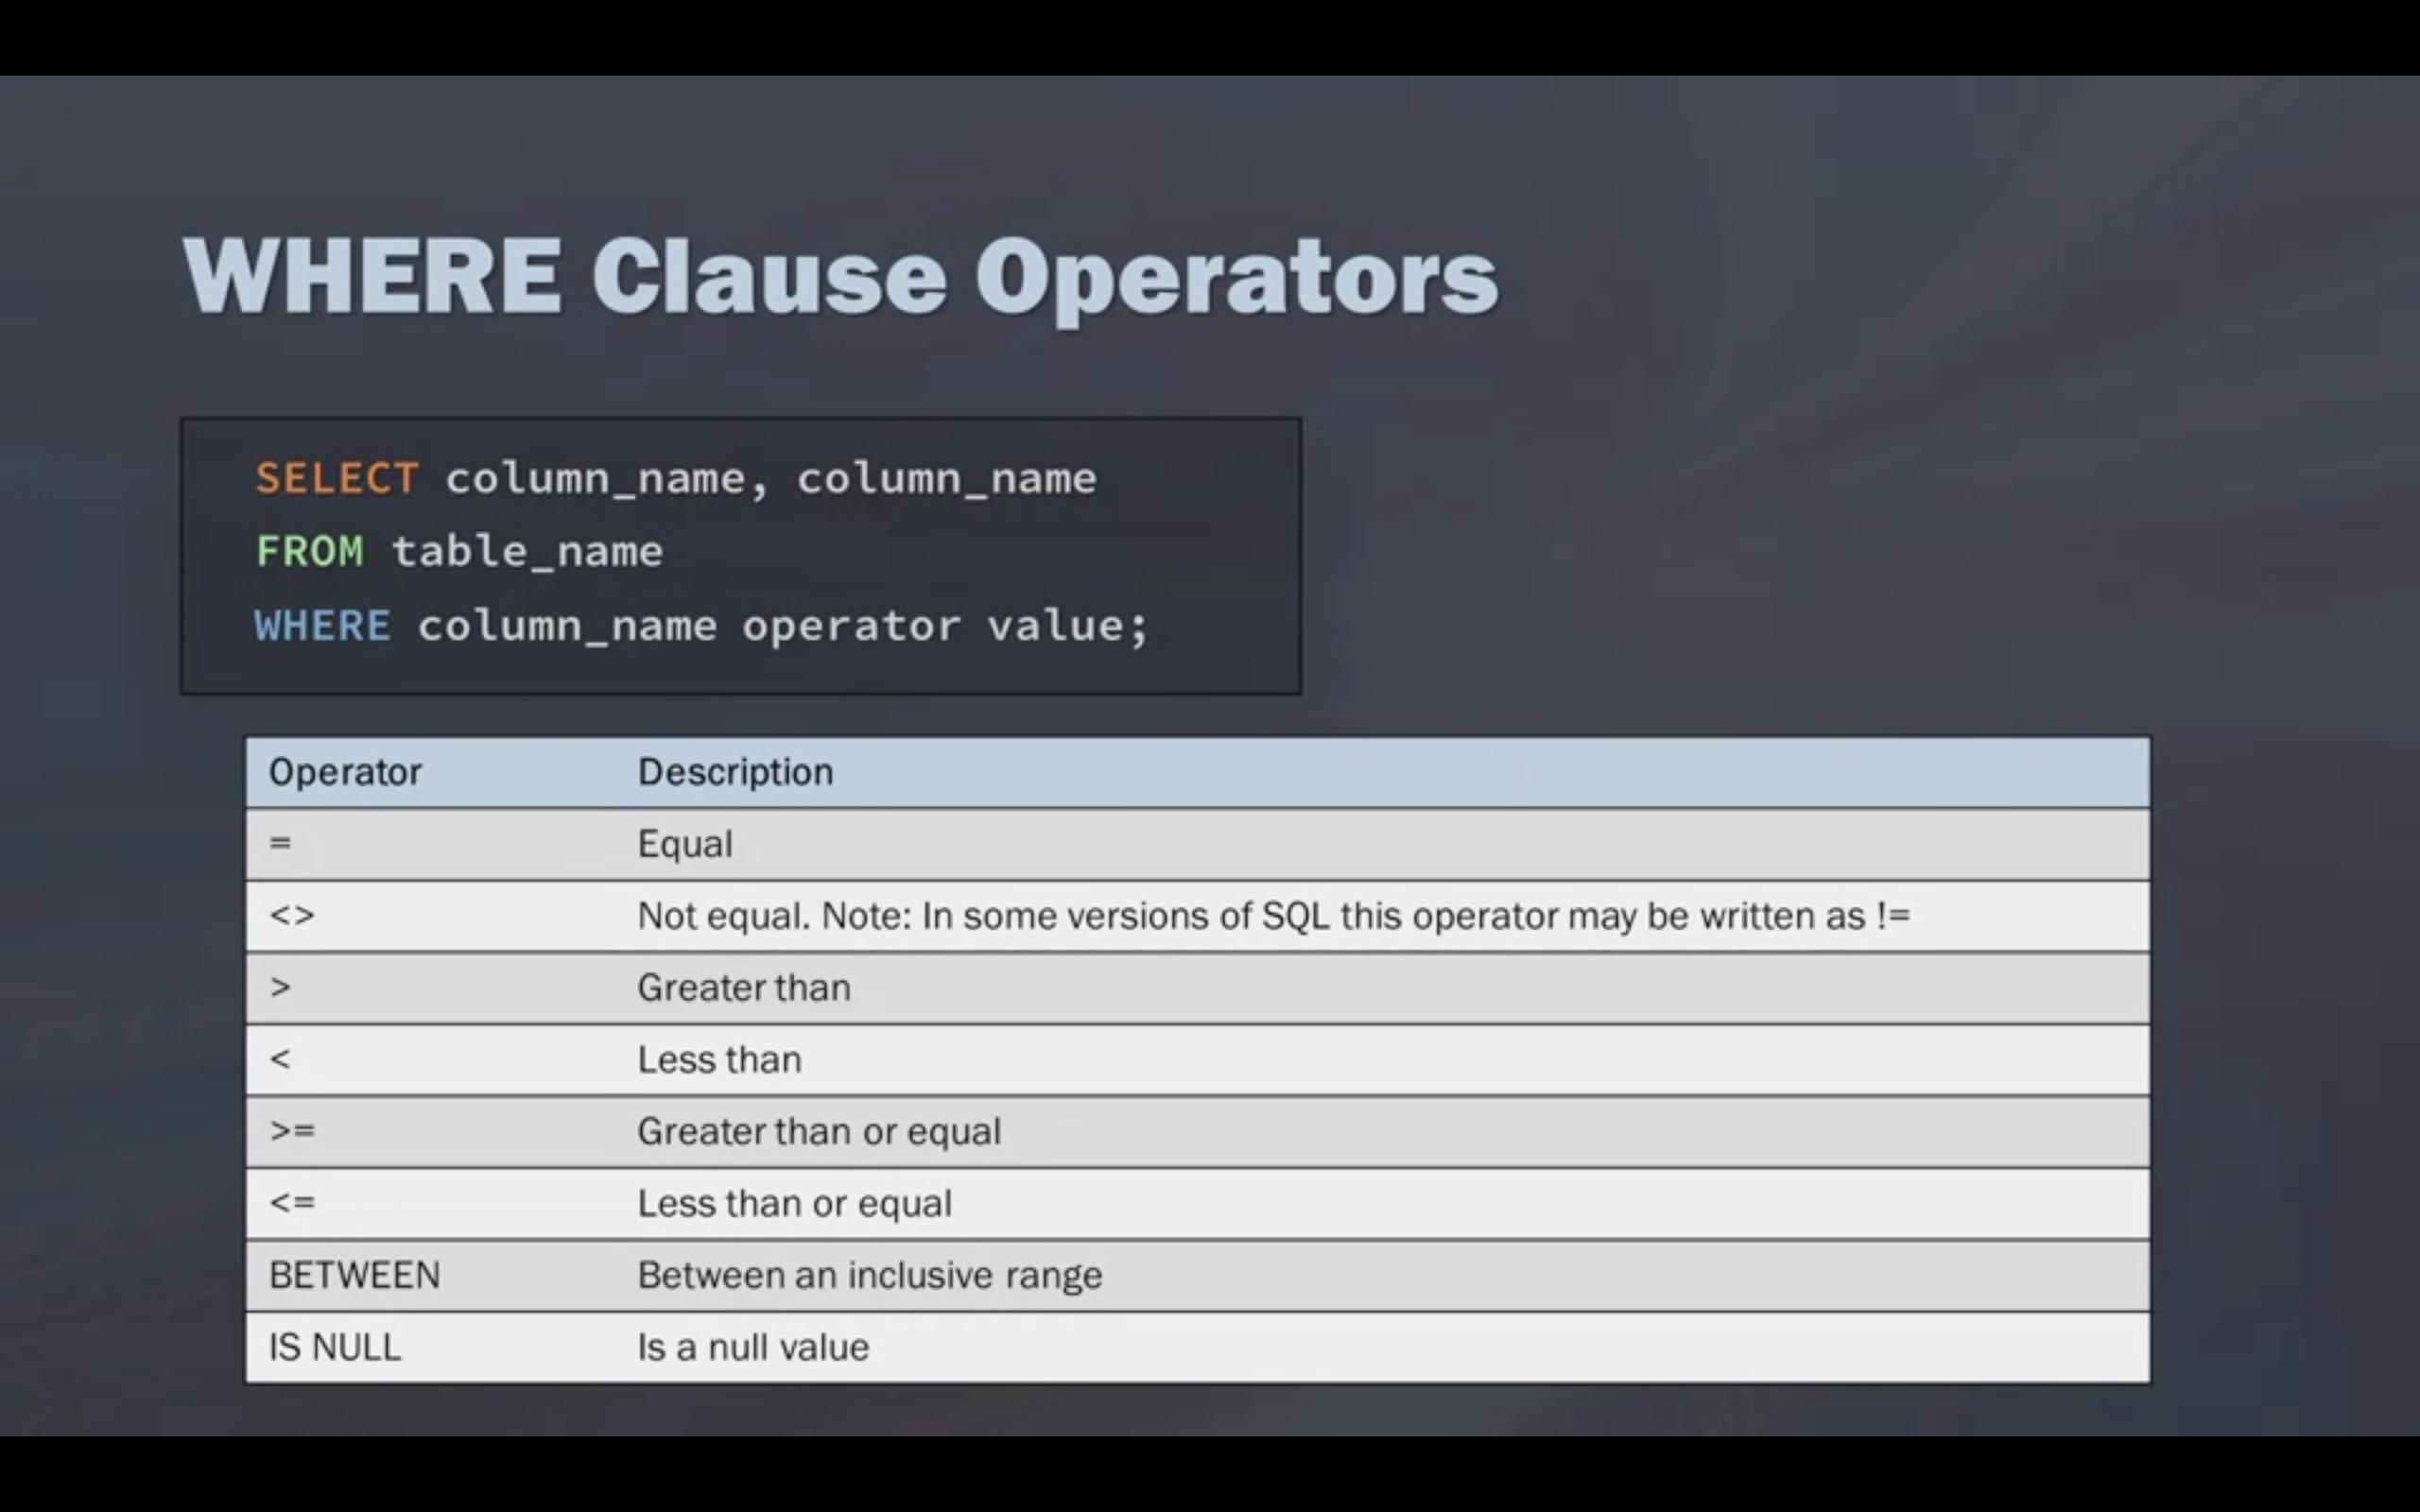 WHERE Clause Operators
SELECT column_name, column_name
FROM table_name
WHERE column_name operator value;
Operator Description
= Equal
<> Not equal. Note: In some versions of SQL this operator may be written as !=
> Greater than
< Less than
>= Greater than or equal
<= Less than or equal
BETWEEN Between an inclusive range
IS NULL Is a null value